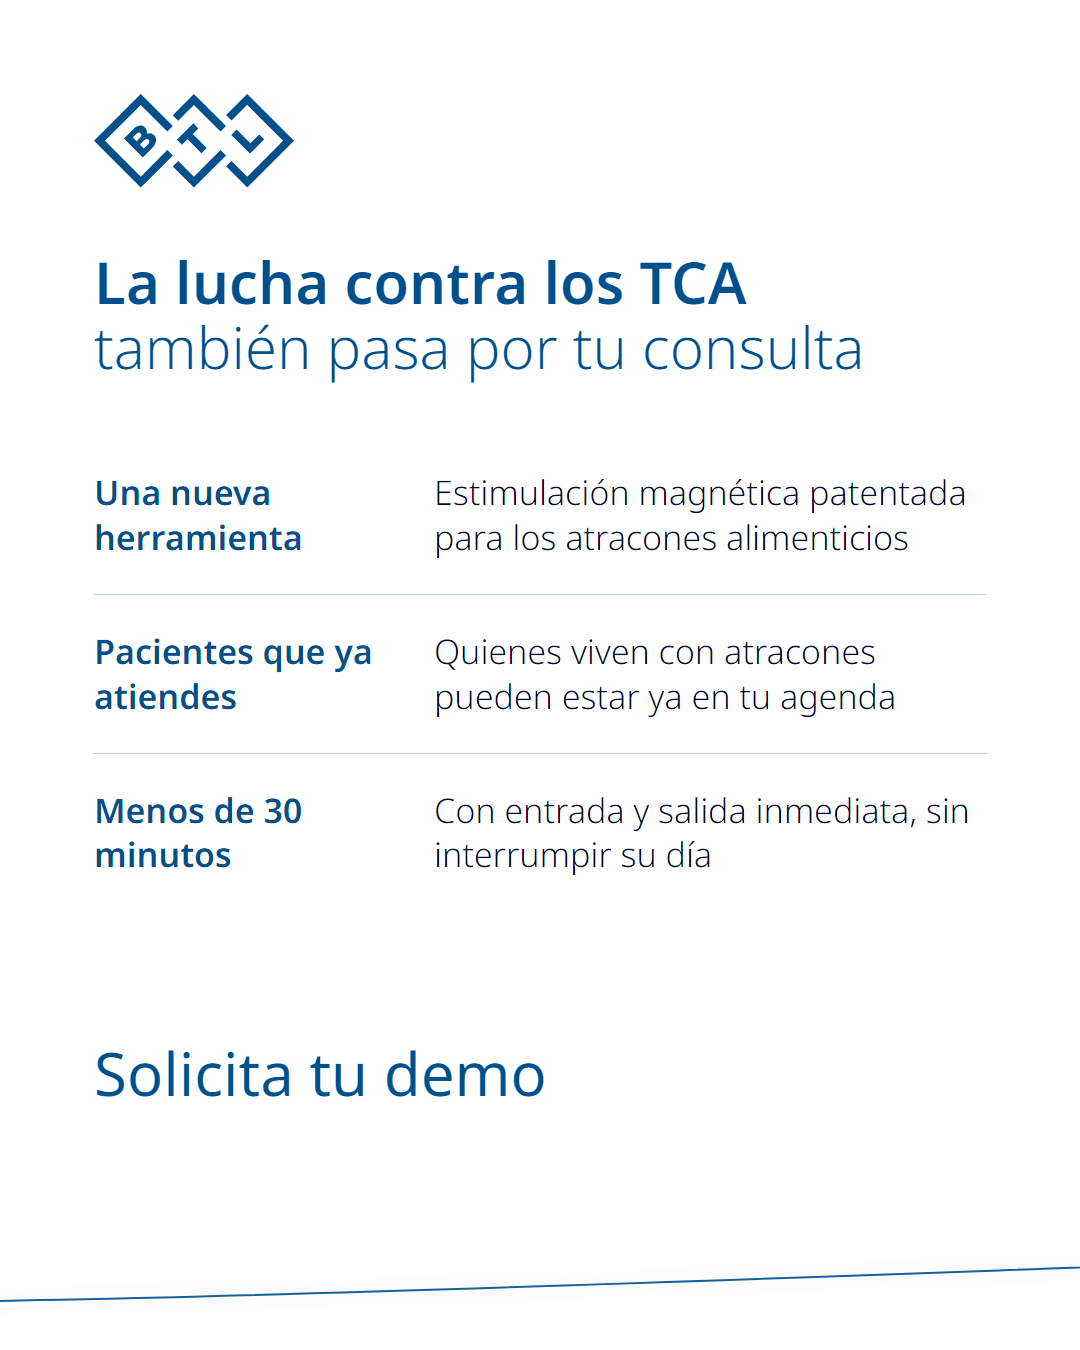 BTL
La lucha contra los TCA
también pasa por tu consulta
Una nueva
herramienta
Estimulación magnética patentada
para los atracones alimenticios
Pacientes que ya
atiendes
Quienes viven con atracones
pueden estar ya en tu agenda
Menos de 30
minutos
Con entrada y salida inmediata, sin
interrumpir su día
Solicita tu demo